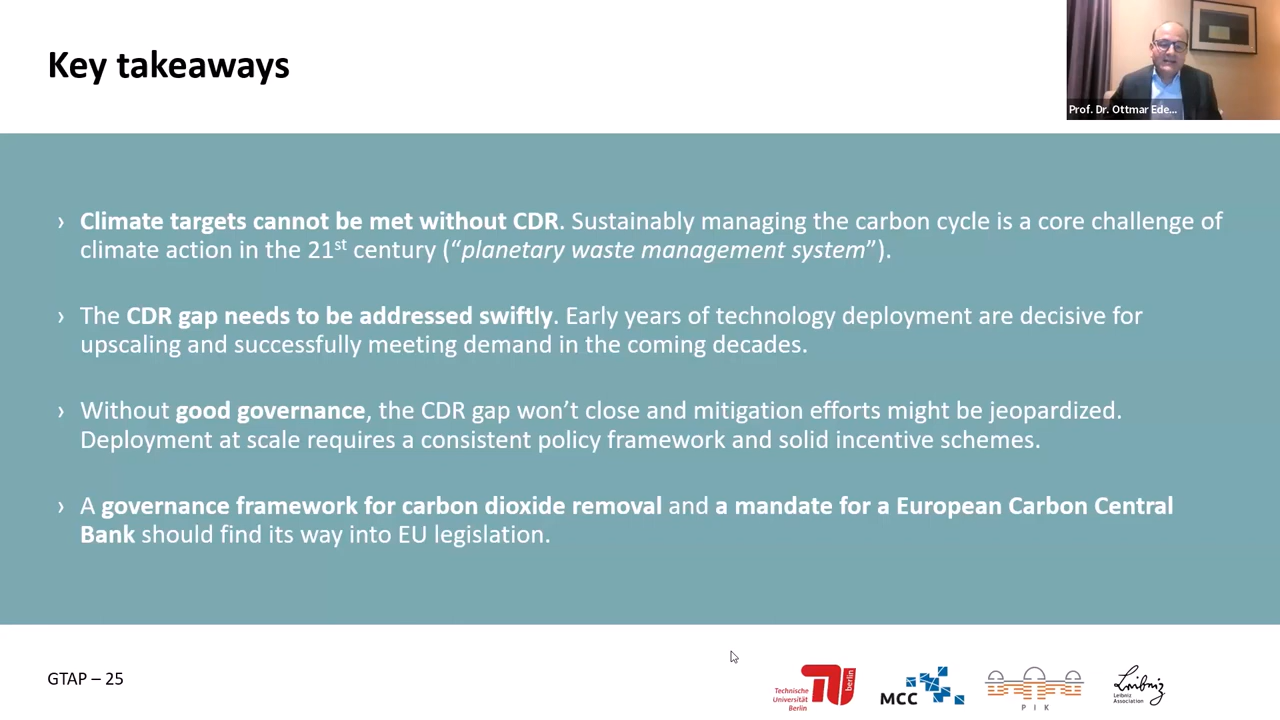 Key takeaways
Prof. Dr. Ottmar Ede...
› Climate targets cannot be met without CDR. Sustainably managing the carbon cycle is a core challenge of
climate action in the 21st century (“planetary waste management system”).
› The CDR gap needs to be addressed swiftly. Early years of technology deployment are decisive for
upscaling and successfully meeting demand in the coming decades.
› Without good governance, the CDR gap won’t close and mitigation efforts might be jeopardized.
Deployment at scale requires a consistent policy framework and solid incentive schemes.
› A governance framework for carbon dioxide removal and a mandate for a European Carbon Central
Bank should find its way into EU legislation.
GTAP – 25
Technische
Universität
Berlin
berlin
MCC
PIK
Leibniz
Leibniz
Association